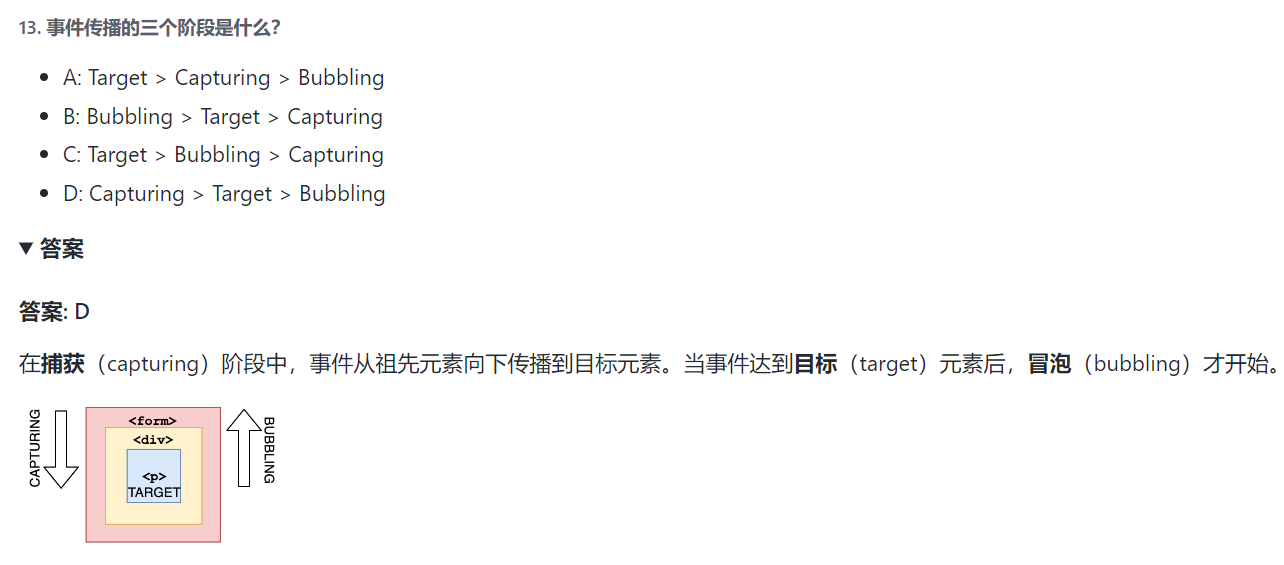 13. 事件传播的三个阶段是什么?
A: Target > Capturing > Bubbling
B: Bubbling > Target > Capturing
C: Target > Bubbling > Capturing
D: Capturing > Target > Bubbling
答案
答案: D
在捕获（capturing）阶段中，事件从祖先元素向下传播到目标元素。当事件达到目标（target）元素后，冒泡（bubbling）才开始。
CAPTURING
<form>
<div>
<p>
TARGET
BUBBLING